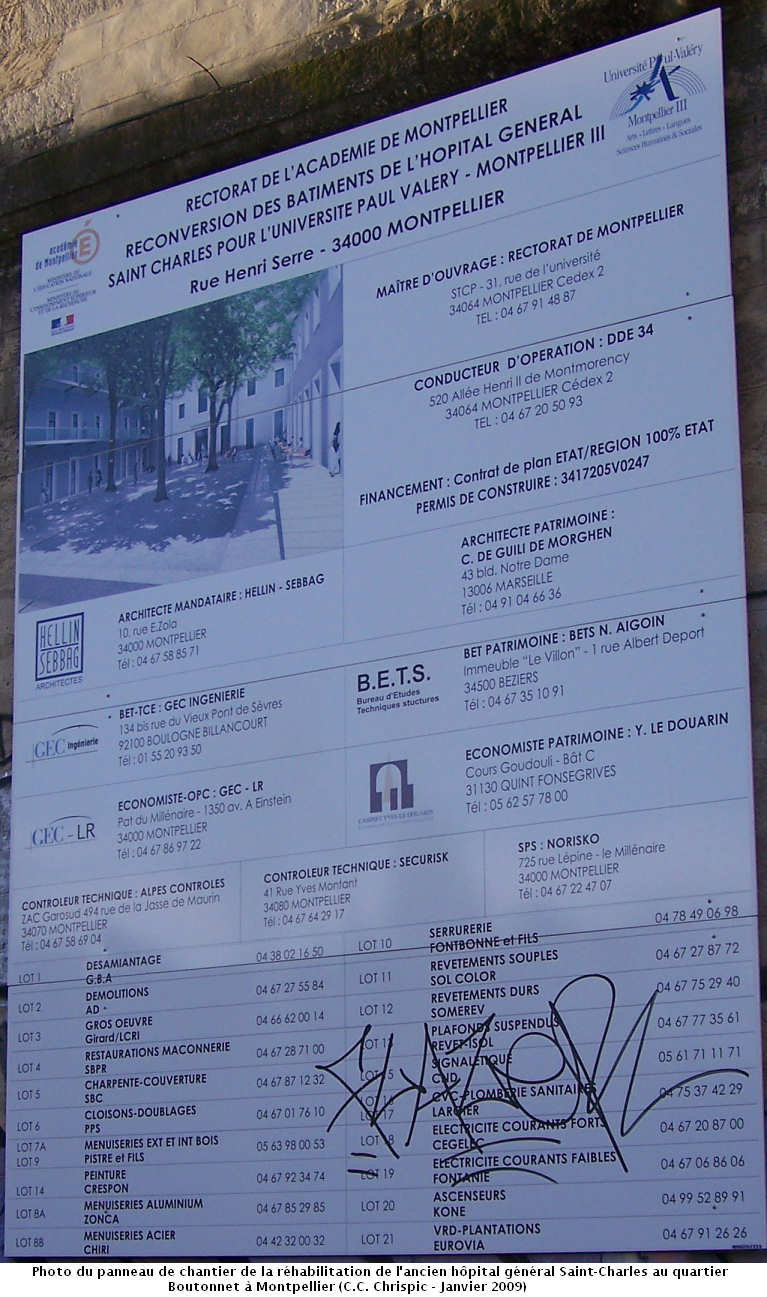 Université Paul-Valéry
Montpellier III
Arts - Lettres - Langues
Sciences Humaines & Sociales
académie
de Montpellier
RECTORAT DE L'ACADEMIE DE MONTPELLIER
RECONVERSION DES BATIMENTS DE L'HOPITAL GENERAL
SAINT CHARLES POUR L'UNIVERSITE PAUL VALERY - MONTPELLIER III
Rue Henri Serre - 34000 MONTPELLIER
MAÎTRE D'OUVRAGE : RECTORAT DE MONTPELLIER
STCP - 31, rue de l'université
34064 MONTPELLIER Cedex 2
TEL : 04 67 91 48 87
CONDUCTEUR D'OPERATION : DDE 34
520 Allée Henri II de Montmorency
34064 MONTPELLIER Cédex 2
TEL : 04 67 20 50 93
FINANCEMENT : Contrat de plan ETAT/REGION 100% ETAT
PERMIS DE CONSTRUIRE : 3417205V0247
ARCHITECTE PATRIMOINE :
C. DE GUILI DE MORGHEN
43 bld. Notre Dame
13006 MARSEILLE
Tél : 04 91 04 66 36
HELLIN
SEBBAG
ARCHITECTES
ARCHITECTE MANDATAIRE : HELLIN - SEBBAG
10, rue E.Zola
34000 MONTPELLIER
Tél : 04 67 58 85 71
B.E.T.S.
Bureau d'Etudes
Techniques stuctures
BET PATRIMOINE : BETS N. AIGOIN
Immeuble "Le Villon" - 1 rue Albert Deport
34500 BEZIERS
Tél : 04 67 35 10 91
GEC Ingénierie
BET-TCE : GEC INGENIERIE
134 bis rue du Vieux Pont de Sèvres
92100 BOULOGNE BILLANCOURT
Tél : 01 55 20 93 50
CABINET YVES LE DOUARIN
ECONOMISTE PATRIMOINE : Y. LE DOUARIN
Cours Goudouli - Bât C
31130 QUINT FONSEGRIVES
Tél : 05 62 57 78 00
GEC - LR
ECONOMISTE-OPC : GEC - LR
Pat du Millénaire - 1350 av. A Einstein
34000 MONTPELLIER
Tél : 04 67 86 97 22
CONTROLEUR TECHNIQUE : ALPES CONTROLES
ZAC Garosud 494 rue de la Jasse de Maurin
34070 MONTPELLIER
Tél : 04 67 58 69 04
CONTROLEUR TECHNIQUE : SECURISK
41 Rue Yves Montant
34080 MONTPELLIER
Tél : 04 67 64 29 17
SPS : NORISKO
725 rue Lépine - le Millénaire
34000 MONTPELLIER
Tél : 04 67 22 47 07
LOT 1 DESAMIANTAGE 04 38 02 16 50
G.B.A
LOT 2 DEMOLITIONS 04 67 27 55 84
AD
LOT 3 GROS OEUVRE 04 66 62 00 14
Girard/LCRI
LOT 4 RESTAURATIONS MACONNERIE 04 67 28 71 00
SBPR
LOT 5 CHARPENTE-COUVERTURE 04 67 87 12 32
SBC
LOT 6 CLOISONS-DOUBLAGES 04 67 01 76 10
PPS
LOT 7A MENUISERIES EXT ET INT BOIS 05 63 98 00 53
LOT 9 PISTRE et FILS
LOT 14 PEINTURE 04 67 92 34 74
CRESPON
LOT 8A MENUISERIES ALUMINIUM 04 67 85 29 85
ZONCA
LOT 8B MENUISERIES ACIER 04 42 32 00 32
CHIRI
LOT 10 SERRURERIE 04 78 49 06 98
FONTBONNE et FILS
LOT 11 REVETEMENTS SOUPLES 04 67 27 87 72
SOL COLOR
LOT 12 REVETEMENTS DURS 04 67 75 29 40
SOMEREV
LOT 13 PLAFONDS SUSPENDUS 04 67 77 35 61
REVET-ISOL
LOT 15 SIGNALETIQUE 05 61 71 11 71
CND
LOT 16 CVC-PLOMBERIE SANITAIRES 04 75 37 42 29
LOT 17 LARGIER
LOT 18 ELECTRICITE COURANTS FORTS 04 67 20 87 00
CEGELEC
LOT 19 ELECTRICITE COURANTS FAIBLES 04 67 06 86 06
FONTANIE
LOT 20 ASCENSEURS 04 99 52 89 91
KONE
LOT 21 VRD-PLANTATIONS 04 67 91 26 26
EUROVIA
Photo du panneau de chantier de la réhabilitation de l'ancien hôpital général Saint-Charles au quartier
Boutonnet à Montpellier (C.C. Chrispic - Janvier 2009)